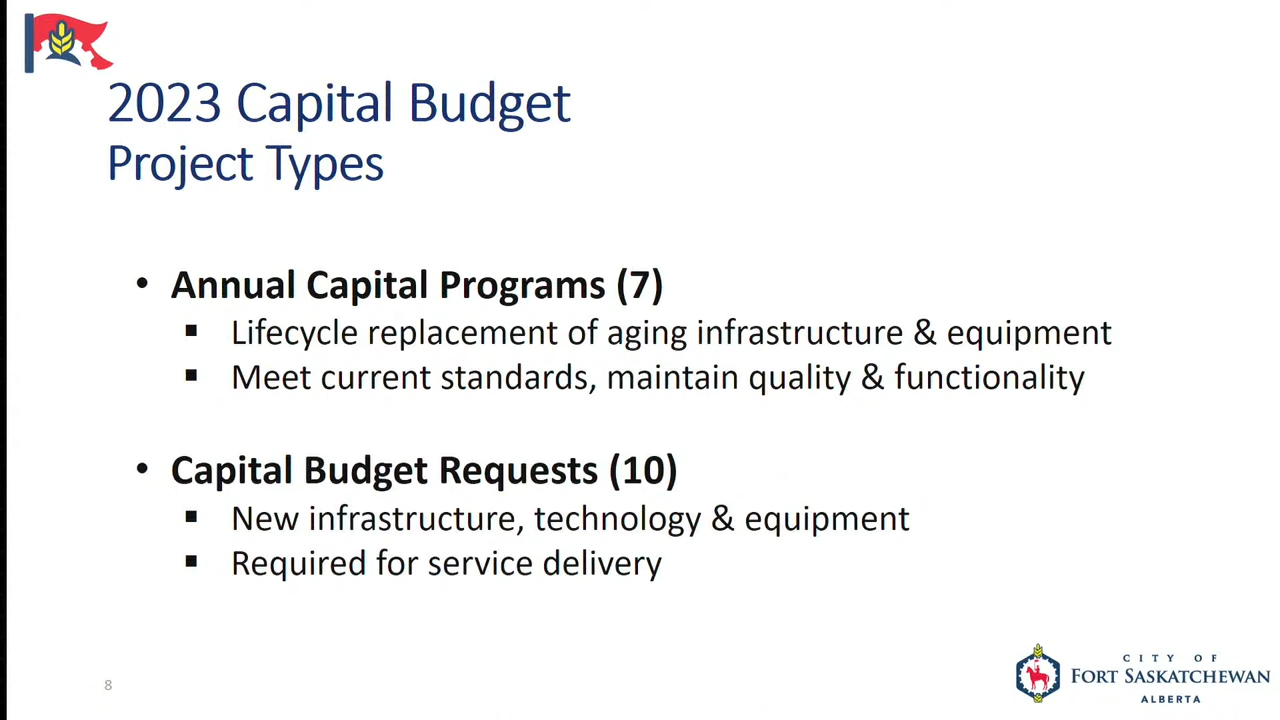 2023 Capital Budget
Project Types
• Annual Capital Programs (7)
▪ Lifecycle replacement of aging infrastructure & equipment
▪ Meet current standards, maintain quality & functionality
• Capital Budget Requests (10)
▪ New infrastructure, technology & equipment
▪ Required for service delivery
8
CITY OF
FORT SASKATCHEWAN
ALBERTA